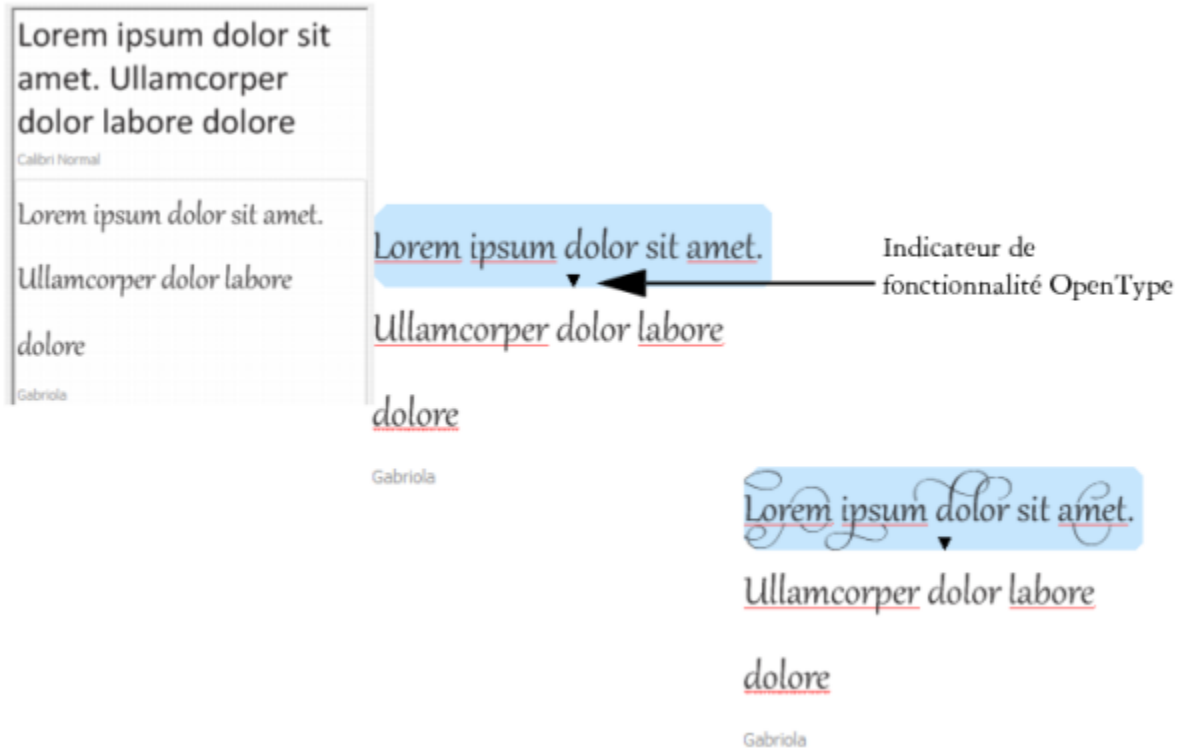 Lorem ipsum dolor sit
amet. Ullamcorper
dolor labore dolore
Calibri Normal
Lorem ipsum dolor sit amet.
Ullamcorper dolor labore
dolore
Gabriola
Lorem ipsum dolor sit amet.
Ullamcorper dolor labore
dolore
Gabriola
Indicateur de
fonctionnalité OpenType
Lorem ipsum dolor sit amet.
Ullamcorper dolor labore
dolore
Gabriola